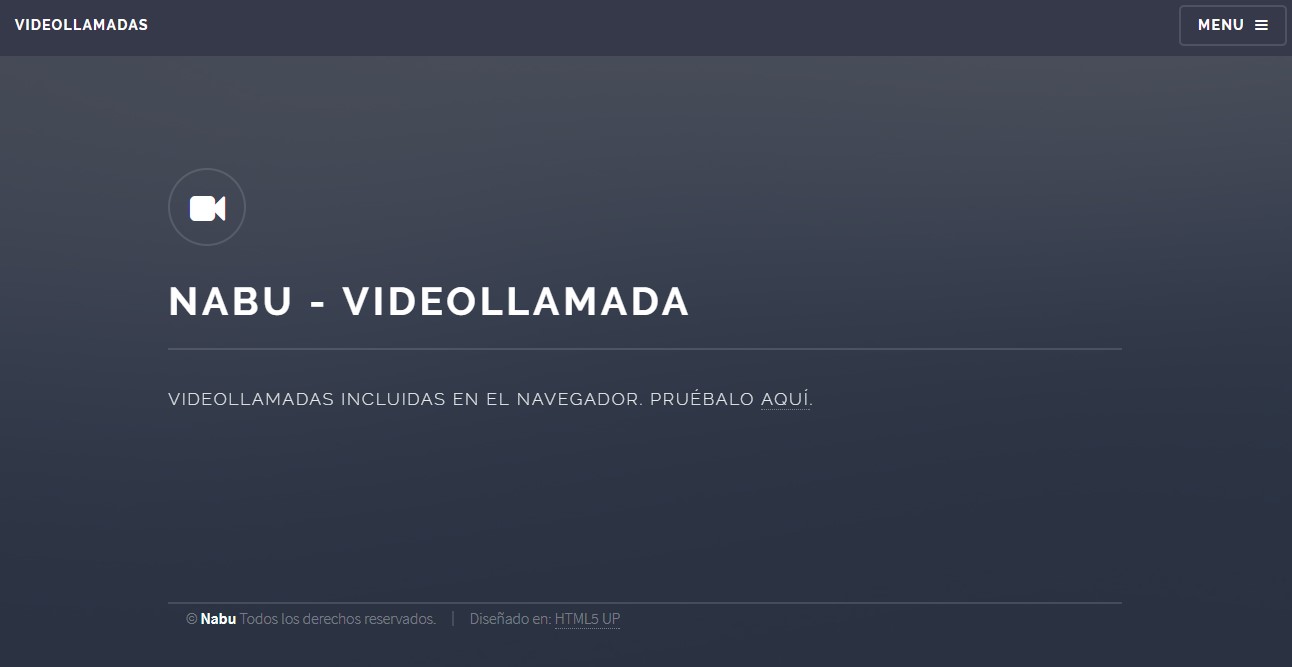 VIDEOLLAMADAS
MENU
NABU - VIDEOLLAMADA
VIDEOLLAMADAS INCLUIDAS EN EL NAVEGADOR. PRUÉBALO AQUÍ.
© Nabu Todos los derechos reservados. | Diseñado en: HTML5 UP